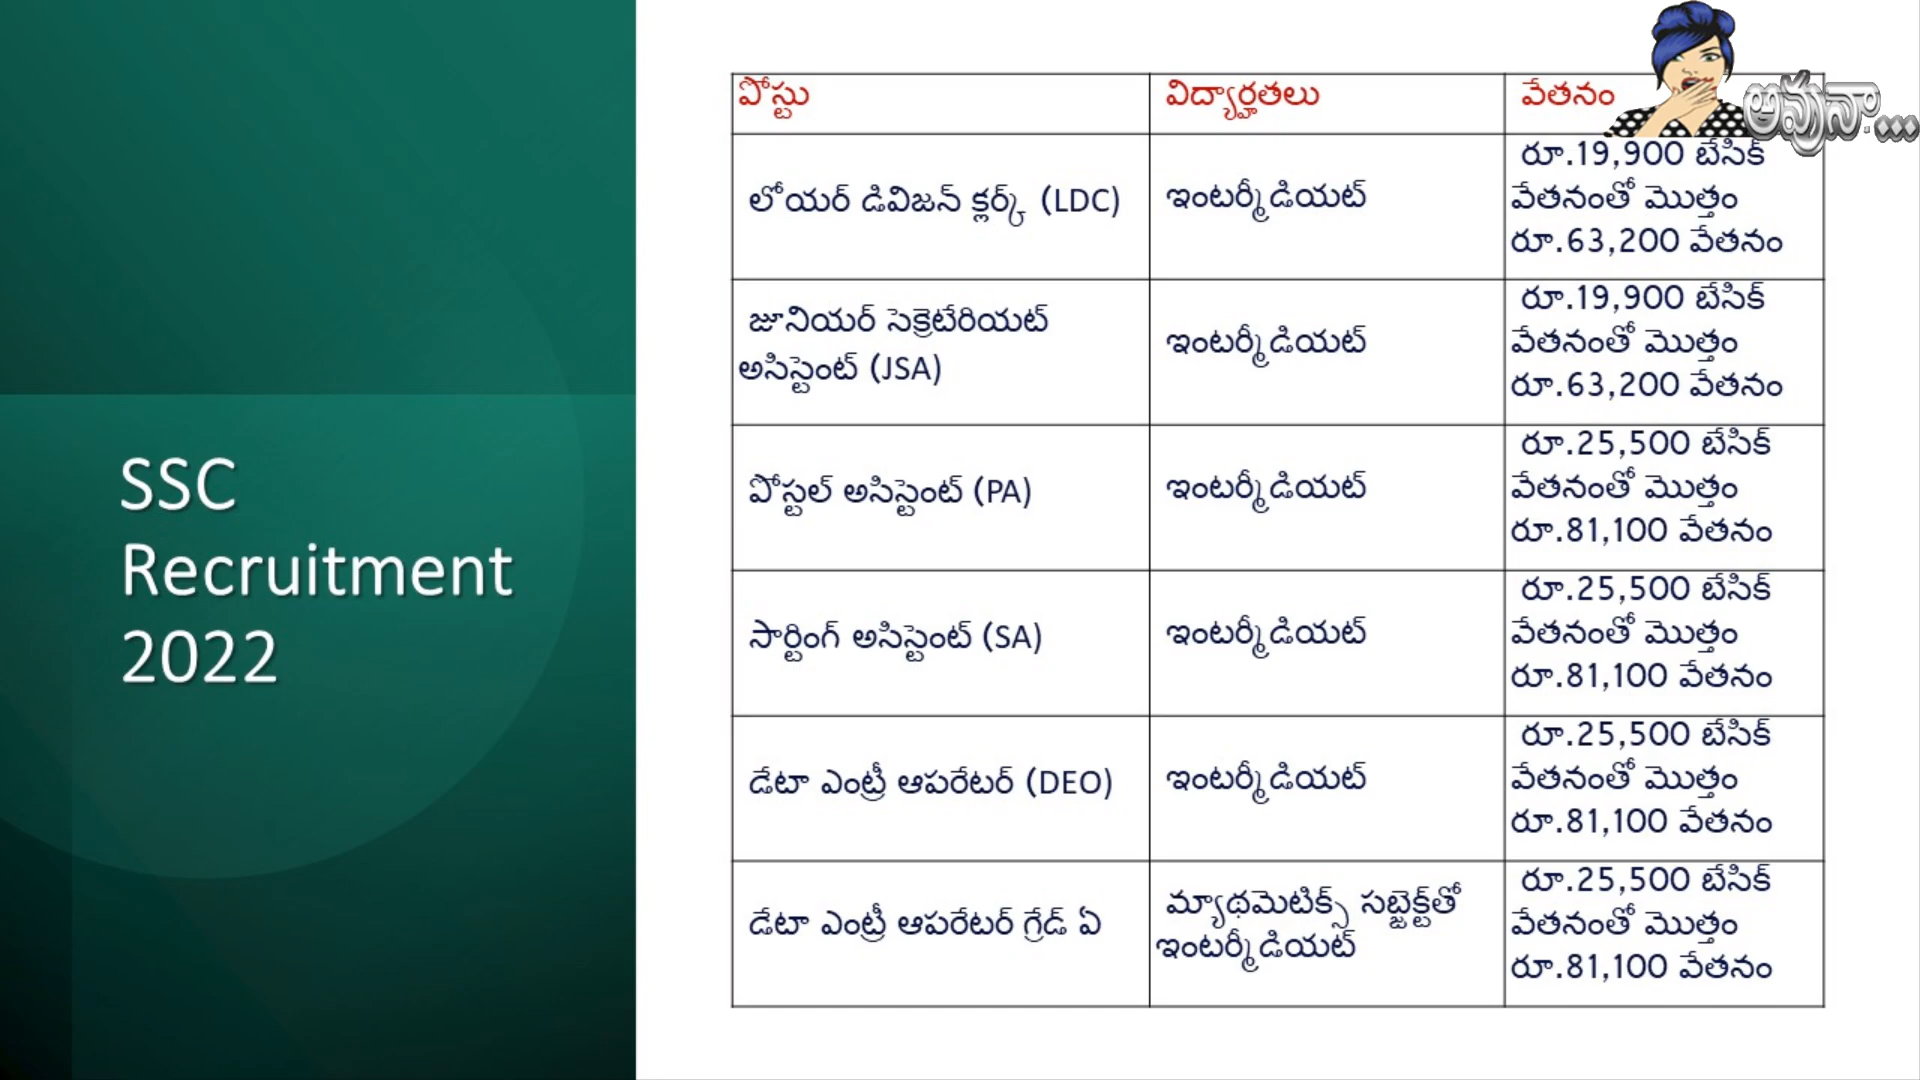 SSC
Recruitment
2022
పోస్టు
విద్యార్హతలు
వేతనం
అవునా...
లోయర్ డివిజన్ క్లర్క్ (LDC)
ఇంటర్మీడియట్
రూ.19,900 బేసిక్
వేతనంతో మొత్తం
రూ.63,200 వేతనం
జూనియర్ సెక్రెటేరియట్
అసిస్టెంట్ (JSA)
ఇంటర్మీడియట్
రూ.19,900 బేసిక్
వేతనంతో మొత్తం
రూ.63,200 వేతనం
పోస్టల్ అసిస్టెంట్ (PA)
ఇంటర్మీడియట్
రూ.25,500 బేసిక్
వేతనంతో మొత్తం
రూ.81,100 వేతనం
సార్టింగ్ అసిస్టెంట్ (SA)
ఇంటర్మీడియట్
రూ.25,500 బేసిక్
వేతనంతో మొత్తం
రూ.81,100 వేతనం
డేటా ఎంట్రీ ఆపరేటర్ (DEO)
ఇంటర్మీడియట్
రూ.25,500 బేసిక్
వేతనంతో మొత్తం
రూ.81,100 వేతనం
డేటా ఎంట్రీ ఆపరేటర్ గ్రేడ్ ఏ
మ్యాథమెటిక్స్ సబ్జెక్ట్‌తో
ఇంటర్మీడియట్
రూ.25,500 బేసిక్
వేతనంతో మొత్తం
రూ.81,100 వేతనం